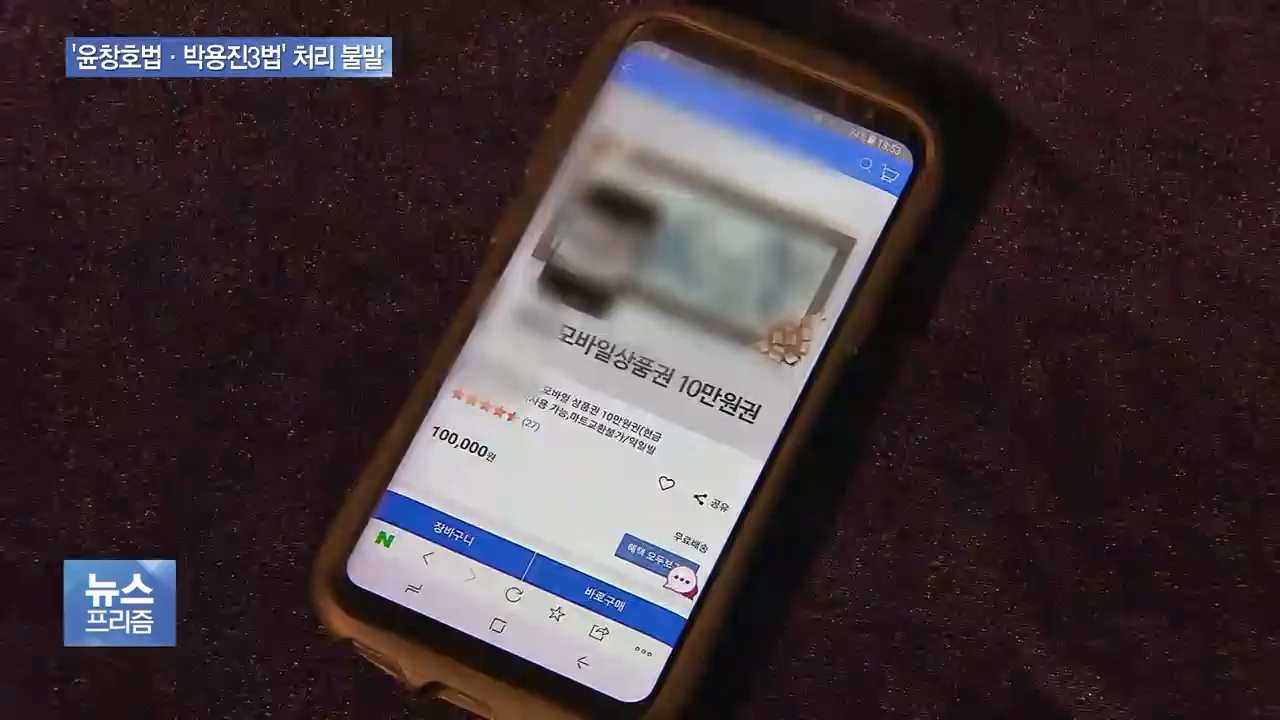 '윤창호법·박용진3법' 처리 불발
74% 18:53
모바일상품권 10만원권
모바일 상품권 10만원권(현금
사용 가능,마트교환불가/익일발
(27)
100,000원
공유
무료배송
혜택 모두보
장바구니
바로구매
N
뉴스
프리즘